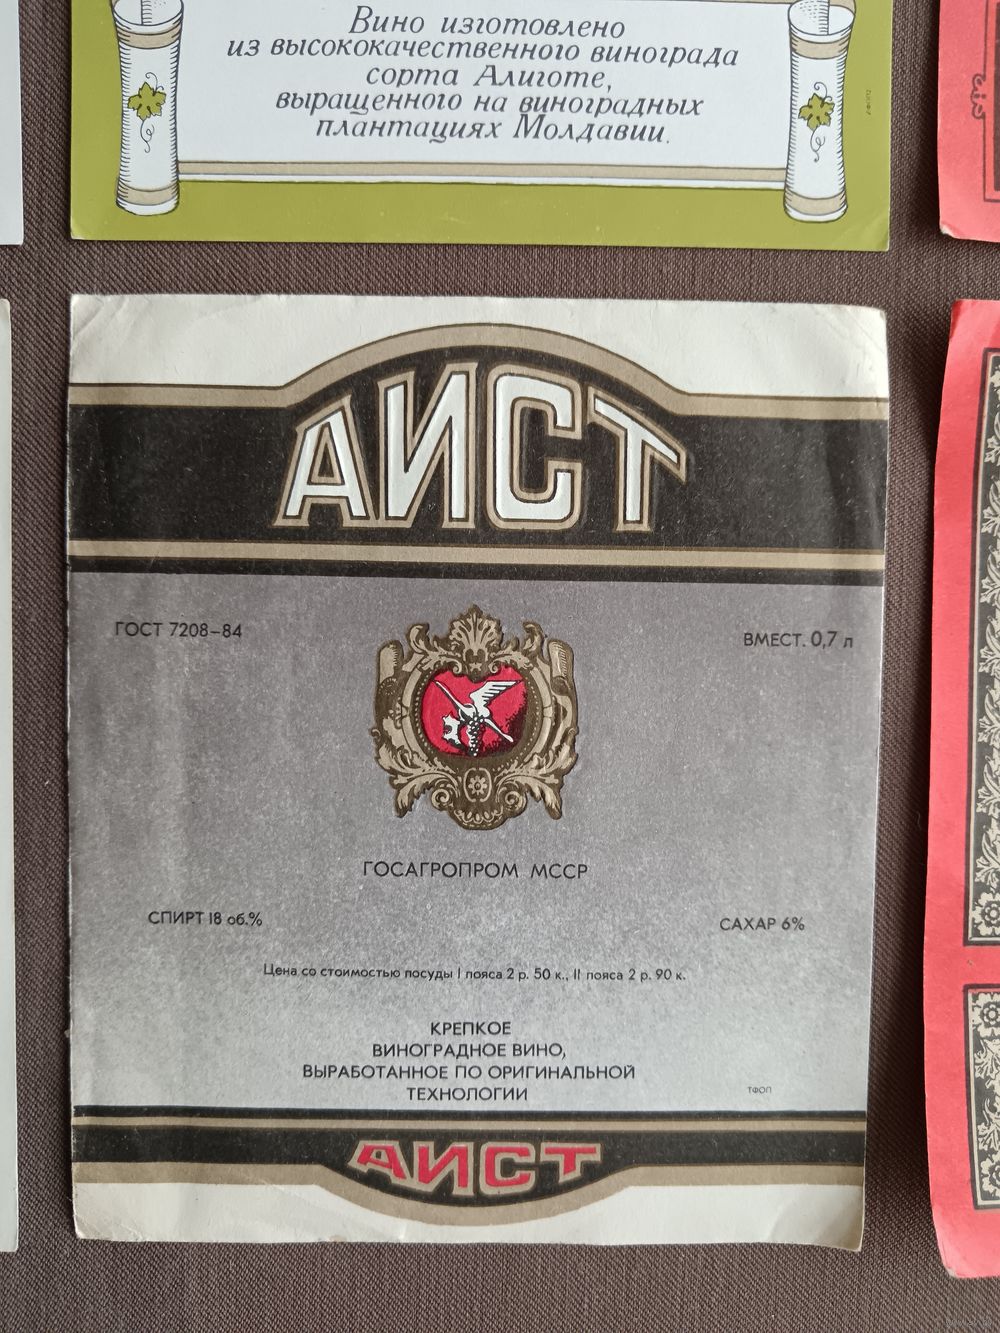 Вино изготовлено
из высококачественного винограда
сорта Алиготе,
выращенного на виноградных
плантациях Молдавии.
АИСТ
ГОСТ 7208–84
ВМЕСТ. 0,7 л
ГОСАГРОПРОМ МССР
СПИРТ 18 об.%
САХАР 6%
Цена со стоимостью посуды I пояса 2 р. 50 к., II пояса 2 р. 90 к.
КРЕПКОЕ
ВИНОГРАДНОЕ ВИНО,
ВЫРАБОТАННОЕ ПО ОРИГИНАЛЬНОЙ
ТЕХНОЛОГИИ
ТФОП
АИСТ